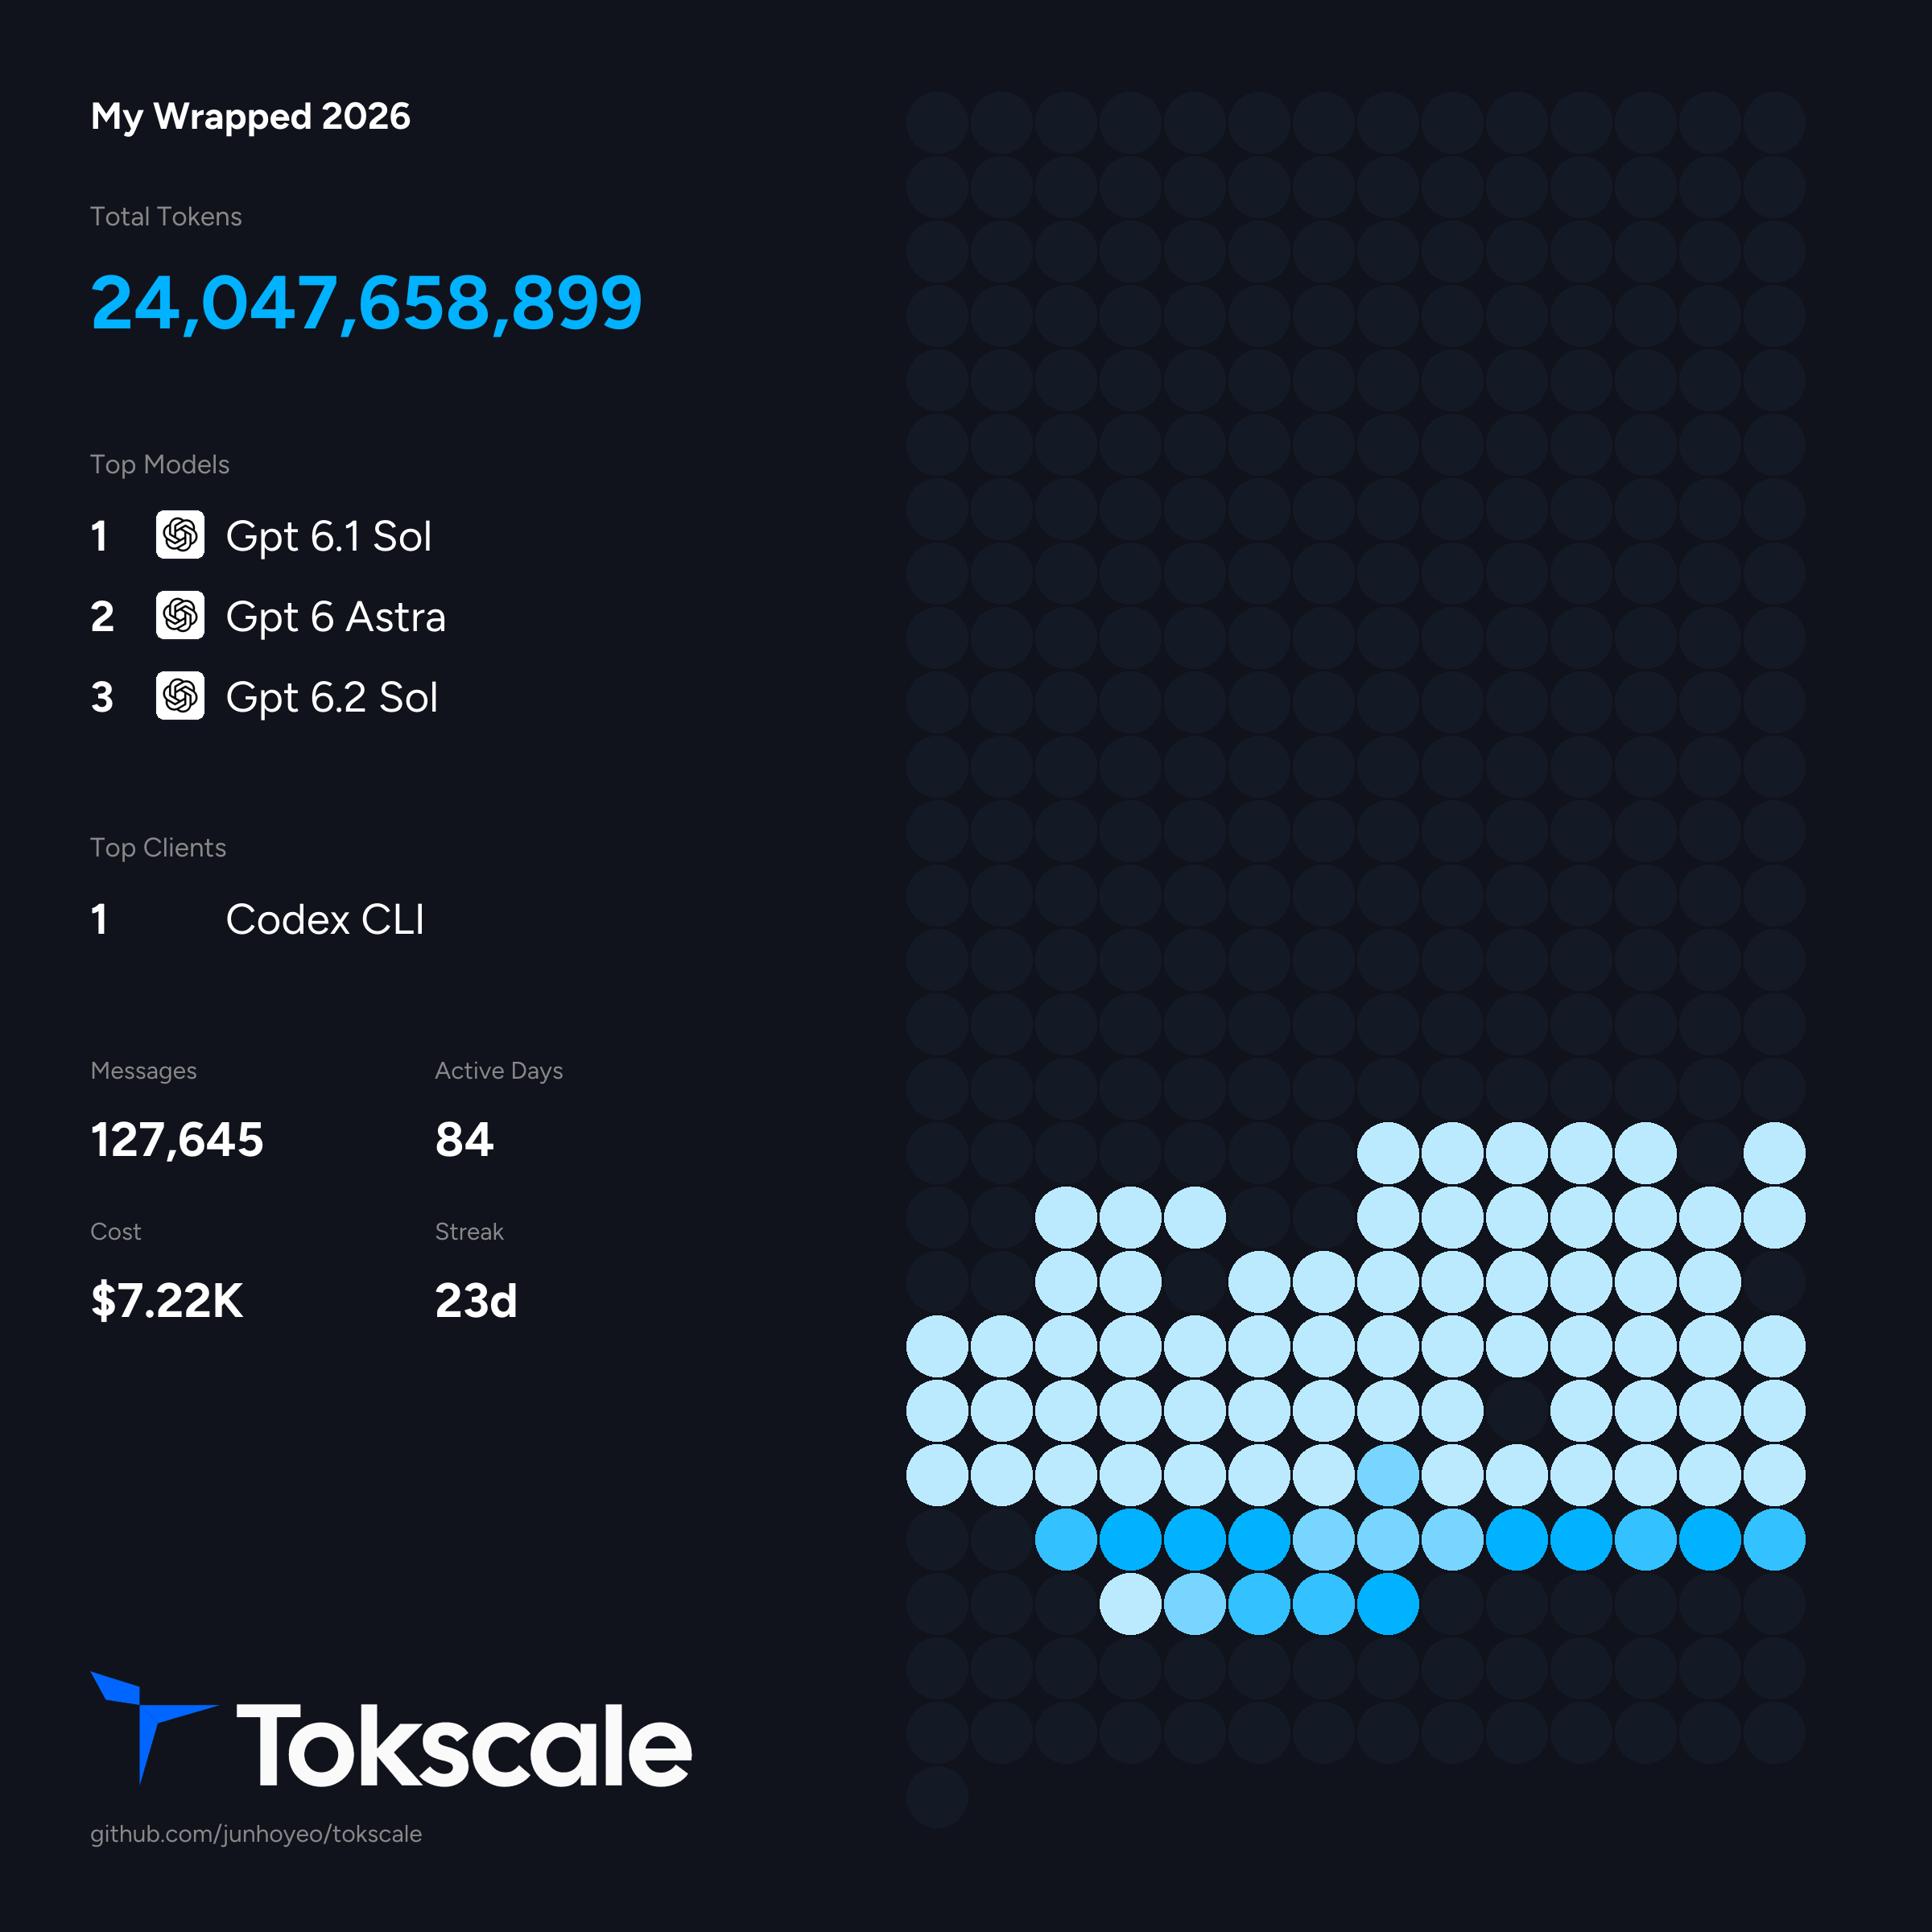 My Wrapped 2026
Total Tokens
24,047,658,899
Top Models
1 Gpt 6.1 Sol
2 Gpt 6 Astra
3 Gpt 6.2 Sol
Top Clients
1 Codex CLI
Messages Active Days
127,645 84
Cost Streak
$7.22K 23d
Tokscale
github.com/junhoyeo/tokscale